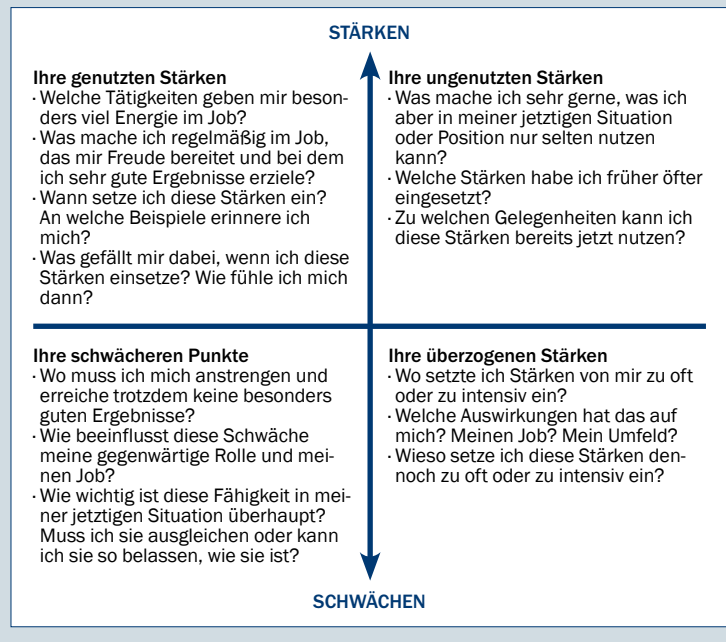 STÄRKEN
Ihre genutzten Stärken
· Welche Tätigkeiten geben mir beson-
ders viel Energie im Job?
· Was mache ich regelmäßig im Job,
das mir Freude bereitet und bei dem
ich sehr gute Ergebnisse erziele?
· Wann setze ich diese Stärken ein?
An welche Beispiele erinnere ich
mich?
· Was gefällt mir dabei, wenn ich diese
Stärken einsetze? Wie fühle ich mich
dann?
Ihre ungenutzten Stärken
· Was mache ich sehr gerne, was ich
aber in meiner jetzigen Situation
oder Position nur selten nutzen
kann?
· Welche Stärken habe ich früher öfter
eingesetzt?
· Zu welchen Gelegenheiten kann ich
diese Stärken bereits jetzt nutzen?
Ihre schwächeren Punkte
· Wo muss ich mich anstrengen und
erreiche trotzdem keine besonders
guten Ergebnisse?
· Wie beeinflusst diese Schwäche
meine gegenwärtige Rolle und mei-
nen Job?
· Wie wichtig ist diese Fähigkeit in mei-
ner jetzigen Situation überhaupt?
Muss ich sie ausgleichen oder kann
ich sie so belassen, wie sie ist?
Ihre überzogenen Stärken
· Wo setzte ich Stärken von mir zu oft
oder zu intensiv ein?
· Welche Auswirkungen hat das auf
mich? Meinen Job? Mein Umfeld?
· Wieso setze ich diese Stärken den-
noch zu oft oder zu intensiv ein?
SCHWÄCHEN